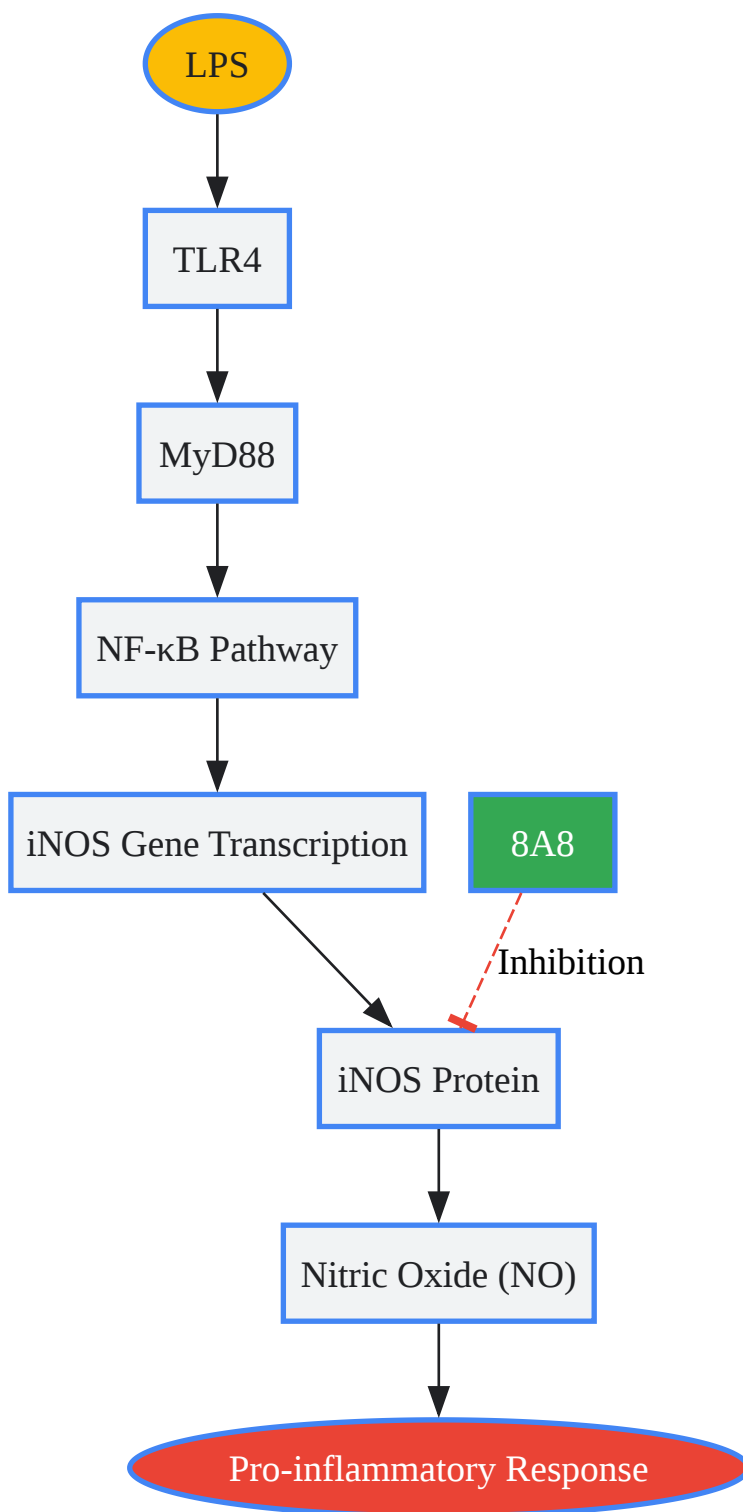 LPS
TLR4
MyD88
NF-κB Pathway
iNOS Gene Transcription
8A8
Inhibition
iNOS Protein
Nitric Oxide (NO)
Pro-inflammatory Response